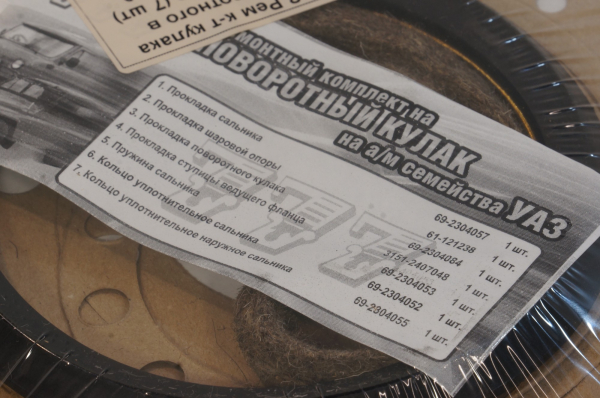 Рем к-т кулака
отного в
(7 шт)
монтный комплект на
ПОВОРОТНЫЙ КУЛАК
на а/м семейства УАЗ
1. Прокладка сальника 69-2304057 1 шт.
2. Прокладка шаровой опоры 61-121238 1 шт.
3. Прокладка поворотного кулака 69-2304084 1 шт.
4. Прокладка ступицы ведущего фланца 3151-2407048 1 шт.
5. Пружина сальника 69-2304053 1 шт.
6. Кольцо уплотнительное сальника 69-2304052 1 шт.
7. Кольцо уплотнительное наружное сальника 69-2304055 1 шт.